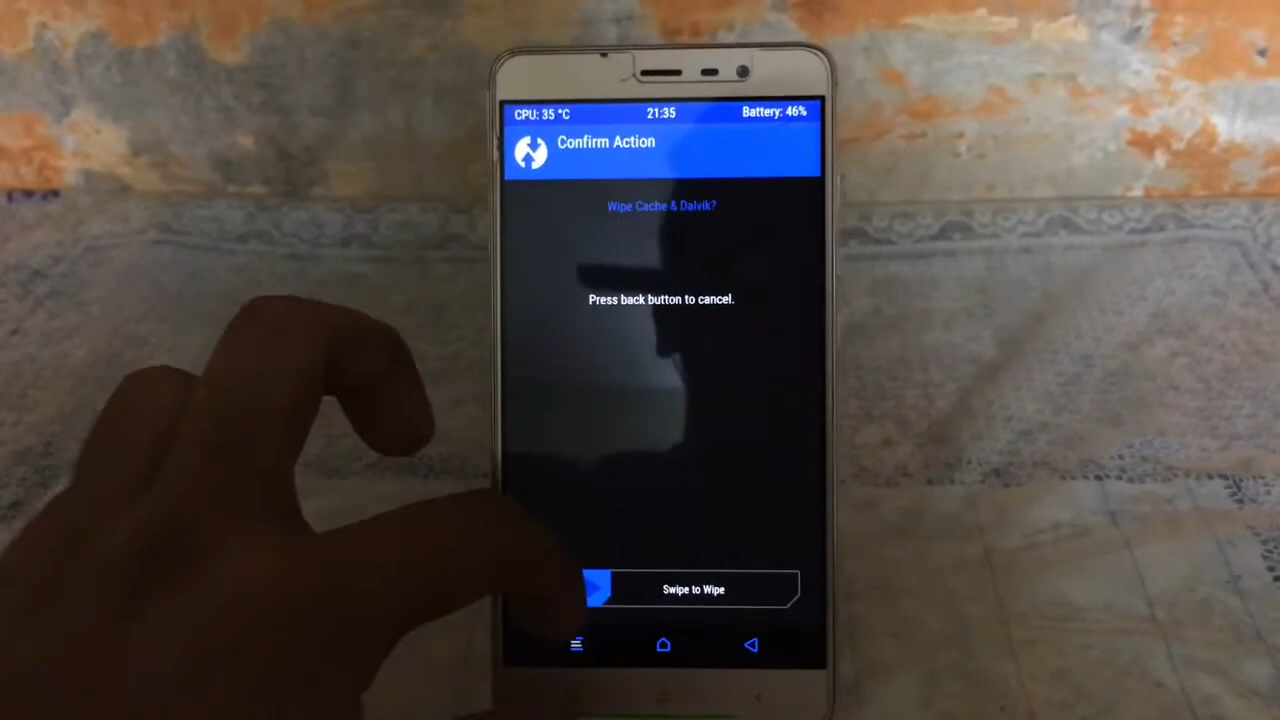 CPU: 35 °C 21:35 Battery: 46%
Confirm Action
Wipe Cache & Dalvik?
Press back button to cancel.
Swipe to Wipe